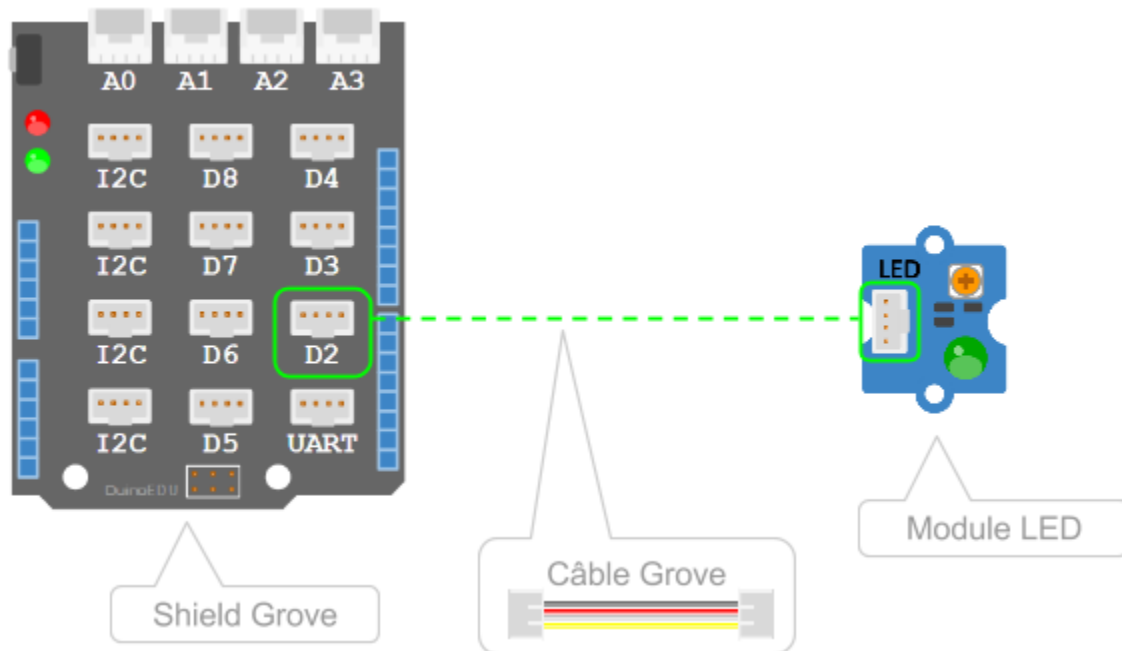 A0 A1 A2 A3
I2C D8 D4
I2C D7 D3
LED
I2C D6 D2
I2C D5 UART
DuinoEDU
Module LED
Câble Grove
Shield Grove